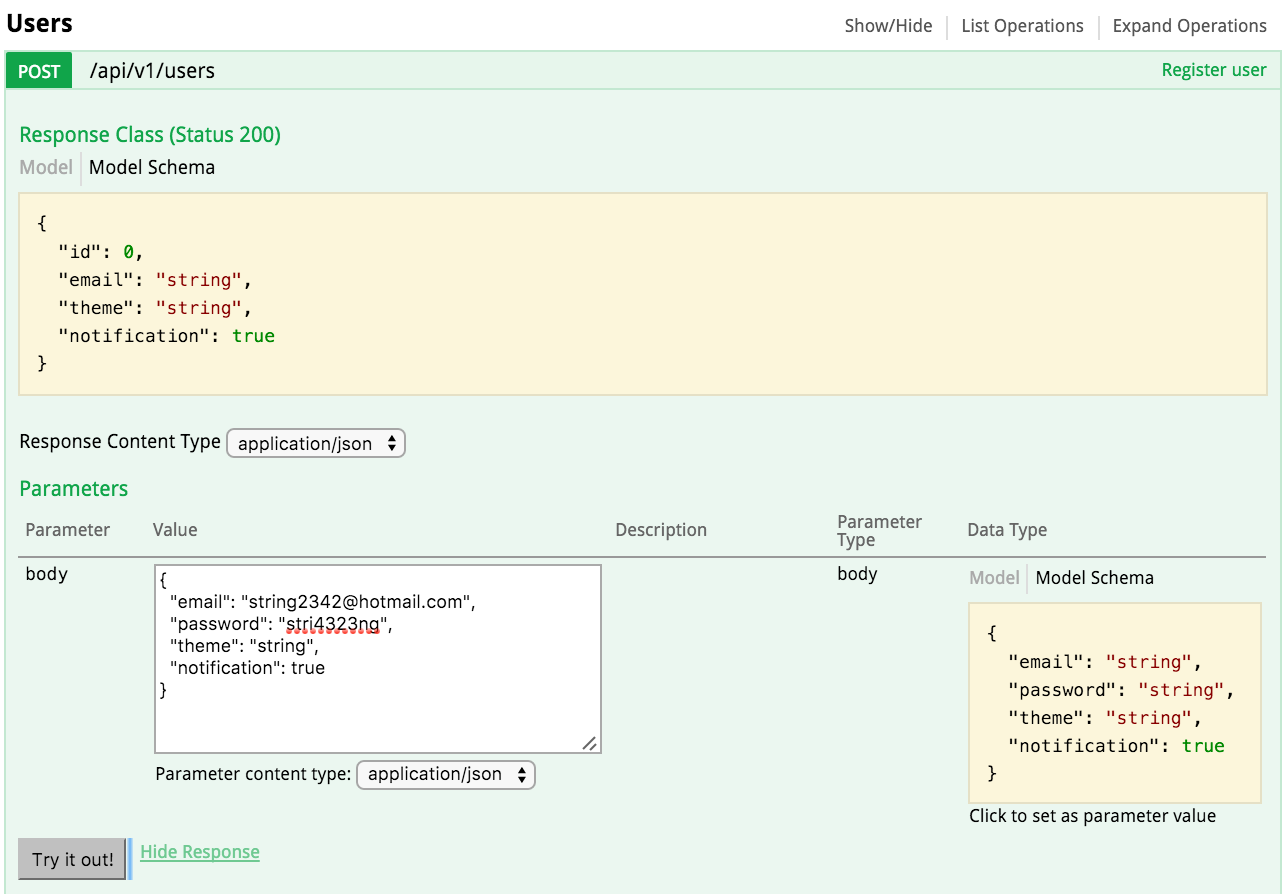 Users
Show/Hide
List Operations
Expand Operations
POST
/api/v1/users
Register user
Response Class (Status 200)
Model
Model Schema
{
"id": 0,
"email": "string",
"theme": "string",
"notification": true
}
Response Content Type
application/json
Parameters
Parameter
Value
Description
Parameter
Type
Data Type
body
{
"email": "string2342@hotmail.com",
"password": "stri4323ng",
"theme": "string",
"notification": true
}
Parameter content type:
application/json
body
Model
Model Schema
{
"email": "string",
"password": "string",
"theme": "string",
"notification": true
}
Click to set as parameter value
Try it out!
Hide Response